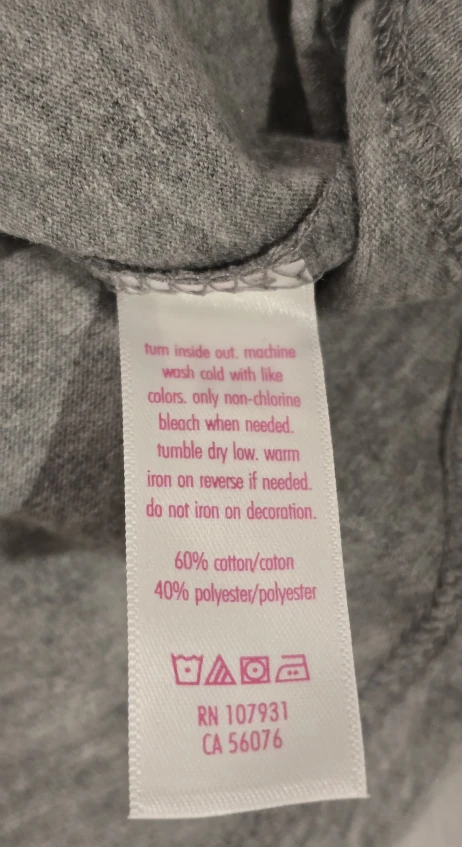 turn inside out. machine
wash cold with like
colors. only non-chlorine
bleach when needed.
tumble dry low. warm
iron on reverse if needed.
do not iron on decoration.
60% cotton/coton
40% polyester/polyester
RN 107931
CA 56076